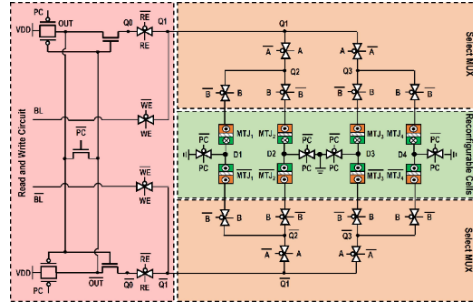 PC
VDD
OUT
Q0
RE
RE
Q1
Q1
A
A
A
A
Q2
Q3
B
B
B
B
B
B
B
B
Select MUX
BL
WE
WE
PC
Read and Write Circuit
MTJ1
MTJ2
MTJ3
MTJ4
PC
PC
D1
D2
PC
PC
PC
PC
D3
D4
PC
PC
MTJ1
MTJ2
MTJ3
MTJ4
Reconfigurable Cells
BL
WE
WE
B
B
B
B
B
B
B
B
Q2
Q3
A
A
A
A
Select MUX
VDD
OUT
Q0
RE
RE
Q1
Q1
PC